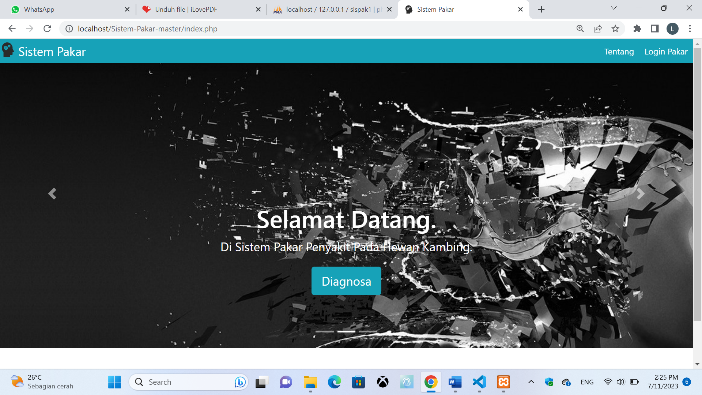 WhatsApp
Unduh file | iLovePDF
localhost / 127.0.0.1 / sispak1 | p
Sistem Pakar
localhost/Sistem-Pakar-master/index.php
L
Sistem Pakar
Tentang
Login Pakar
Selamat Datang.
Di Sistem Pakar Penyakit Pada Hewan Kambing.
Diagnosa
26°C
Sebagian cerah
Search
ENG
2:25 PM
7/11/2023